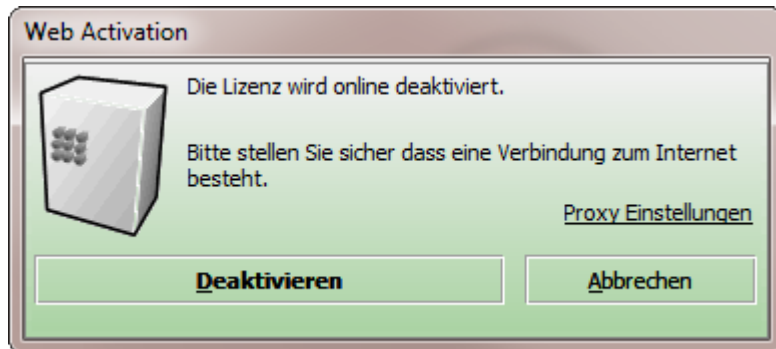 Web Activation
Die Lizenz wird online deaktiviert.
Bitte stellen Sie sicher dass eine Verbindung zum Internet
besteht.
Proxy Einstellungen
Deaktivieren
Abbrechen